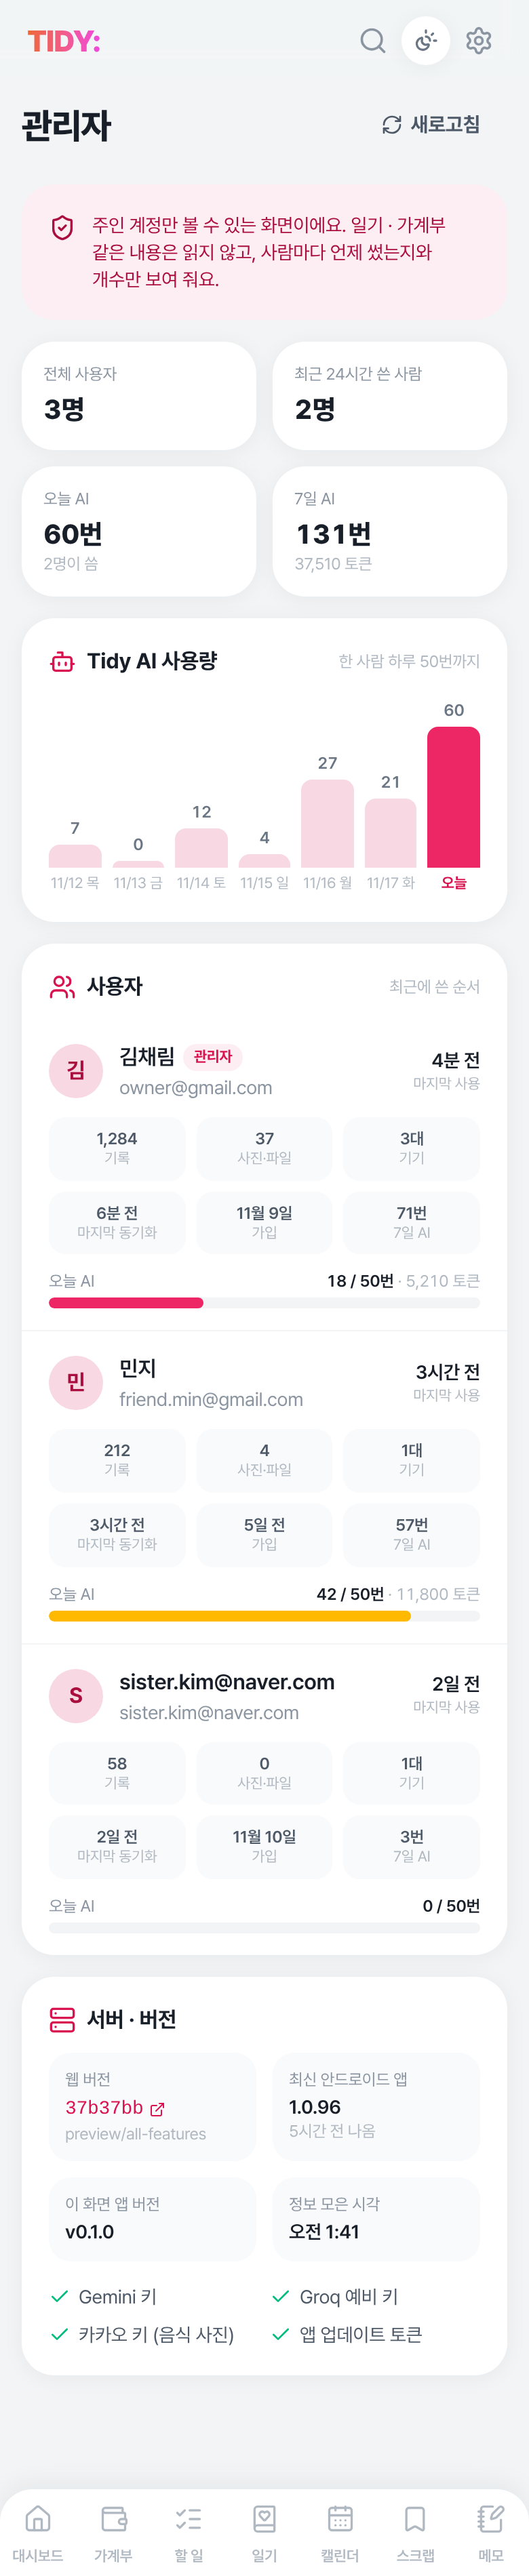 TIDY:
관리자
새로고침
주인 계정만 볼 수 있는 화면이에요. 일기 · 가계부
같은 내용은 읽지 않고, 사람마다 언제 썼는지와
개수만 보여 줘요.
전체 사용자
3명
최근 24시간 쓴 사람
2명
오늘 AI
60번
2명이 씀
7일 AI
131번
37,510 토큰
Tidy AI 사용량
한 사람 하루 50번까지
7
0
12
4
27
21
60
11/12 목
11/13 금
11/14 토
11/15 일
11/16 월
11/17 화
오늘
사용자
최근에 쓴 순서
김
김채림 관리자
owner@gmail.com
4분 전
마지막 사용
1,284
기록
37
사진·파일
3대
기기
6분 전
마지막 동기화
11월 9일
가입
71번
7일 AI
오늘 AI
18 / 50번 · 5,210 토큰
민
민지
friend.min@gmail.com
3시간 전
마지막 사용
212
기록
4
사진·파일
1대
기기
3시간 전
마지막 동기화
5일 전
가입
57번
7일 AI
오늘 AI
42 / 50번 · 11,800 토큰
S
sister.kim@naver.com
sister.kim@naver.com
2일 전
마지막 사용
58
기록
0
사진·파일
1대
기기
2일 전
마지막 동기화
11월 10일
가입
3번
7일 AI
오늘 AI
0 / 50번
서버 · 버전
웹 버전
37b37bb
preview/all-features
최신 안드로이드 앱
1.0.96
5시간 전 나옴
이 화면 앱 버전
v0.1.0
정보 모은 시각
오전 1:41
Gemini 키
Groq 예비 키
카카오 키 (음식 사진)
앱 업데이트 토큰
대시보드
가계부
할 일
일기
캘린더
스크랩
메모